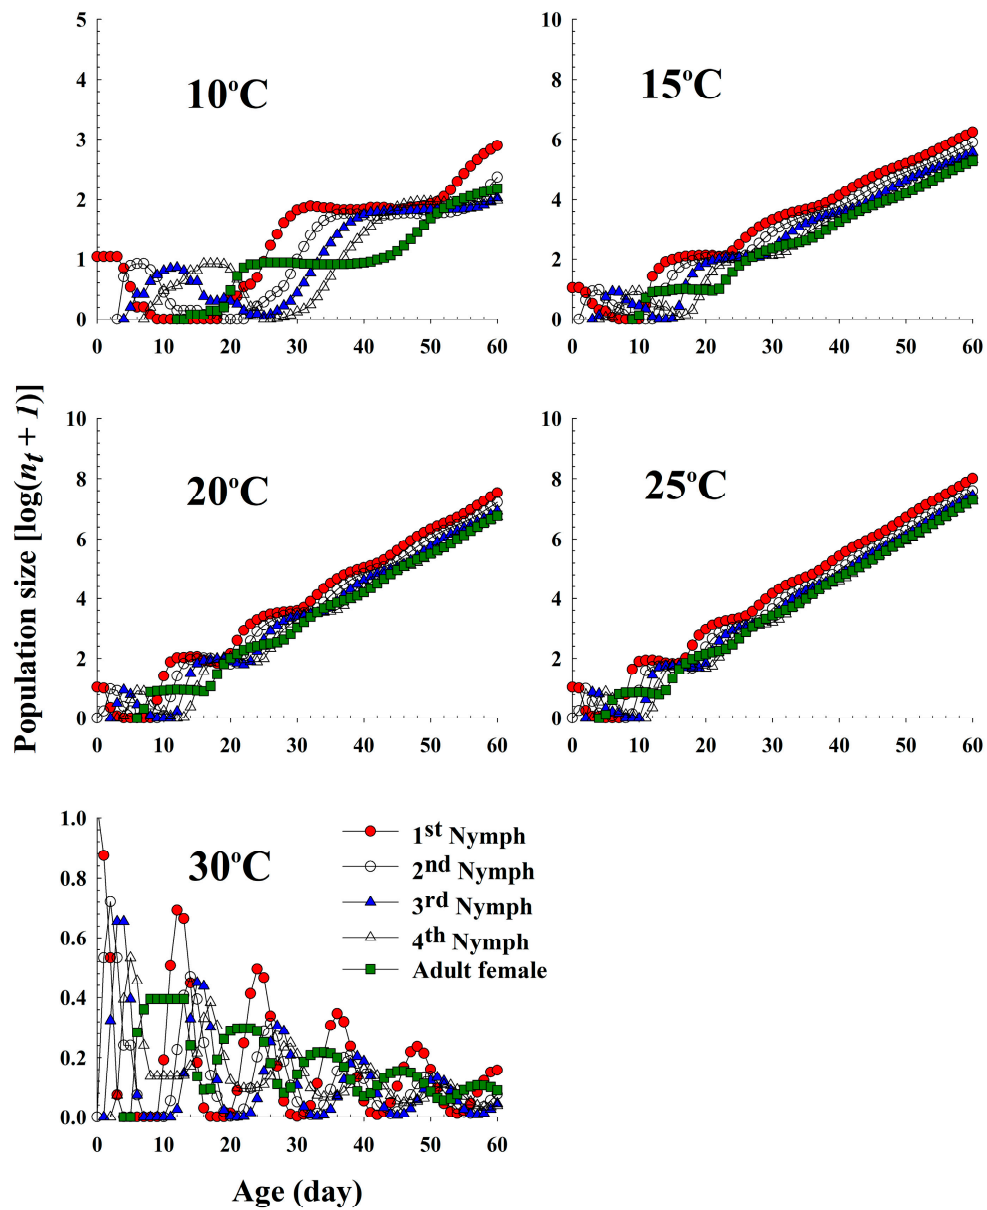 10°C
5
4
3
2
1
0
0 10 20 30 40 50 60
15°C
10
8
6
4
2
0
0 10 20 30 40 50 60
Population size [log(n_t + 1)]
20°C
10
8
6
4
2
0
0 10 20 30 40 50 60
25°C
10
8
6
4
2
0
0 10 20 30 40 50 60
30°C
1.0
0.8
0.6
0.4
0.2
0.0
0 10 20 30 40 50 60
1st Nymph
2nd Nymph
3rd Nymph
4th Nymph
Adult female
Age (day)